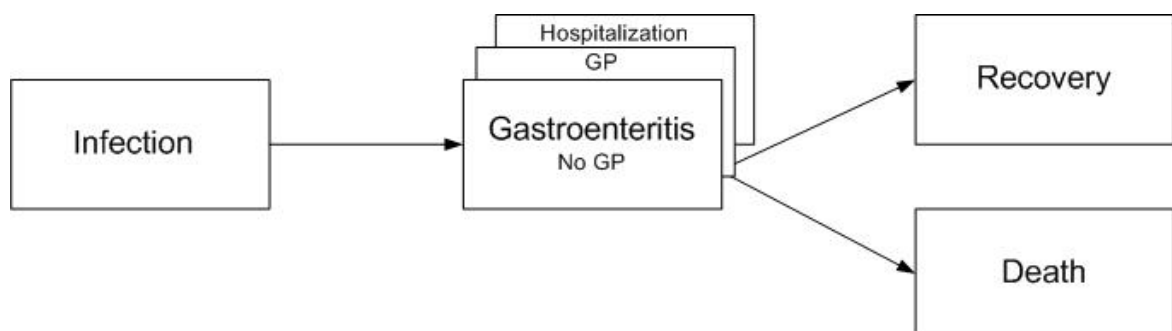 Infection
Hospitalization
GP
Gastroenteritis
No GP
Recovery
Death